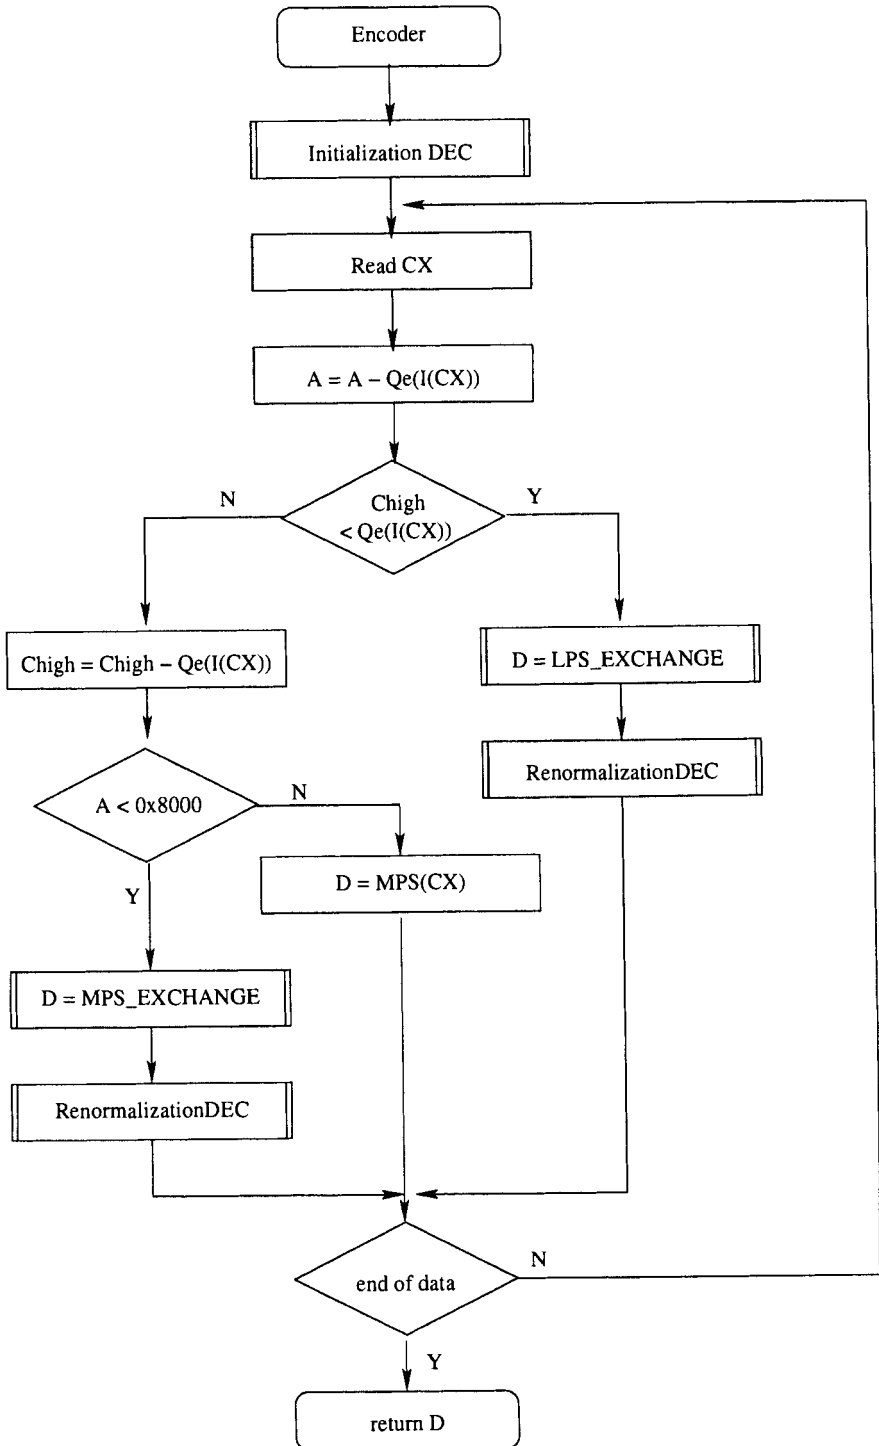 Encoder
Initialization DEC
Read CX
A = A − Qe(I(CX))
N
Chigh
< Qe(I(CX))
Y
Chigh = Chigh − Qe(I(CX))
D = LPS_EXCHANGE
RenormalizationDEC
A < 0x8000
N
D = MPS(CX)
Y
D = MPS_EXCHANGE
RenormalizationDEC
end of data
N
Y
return D